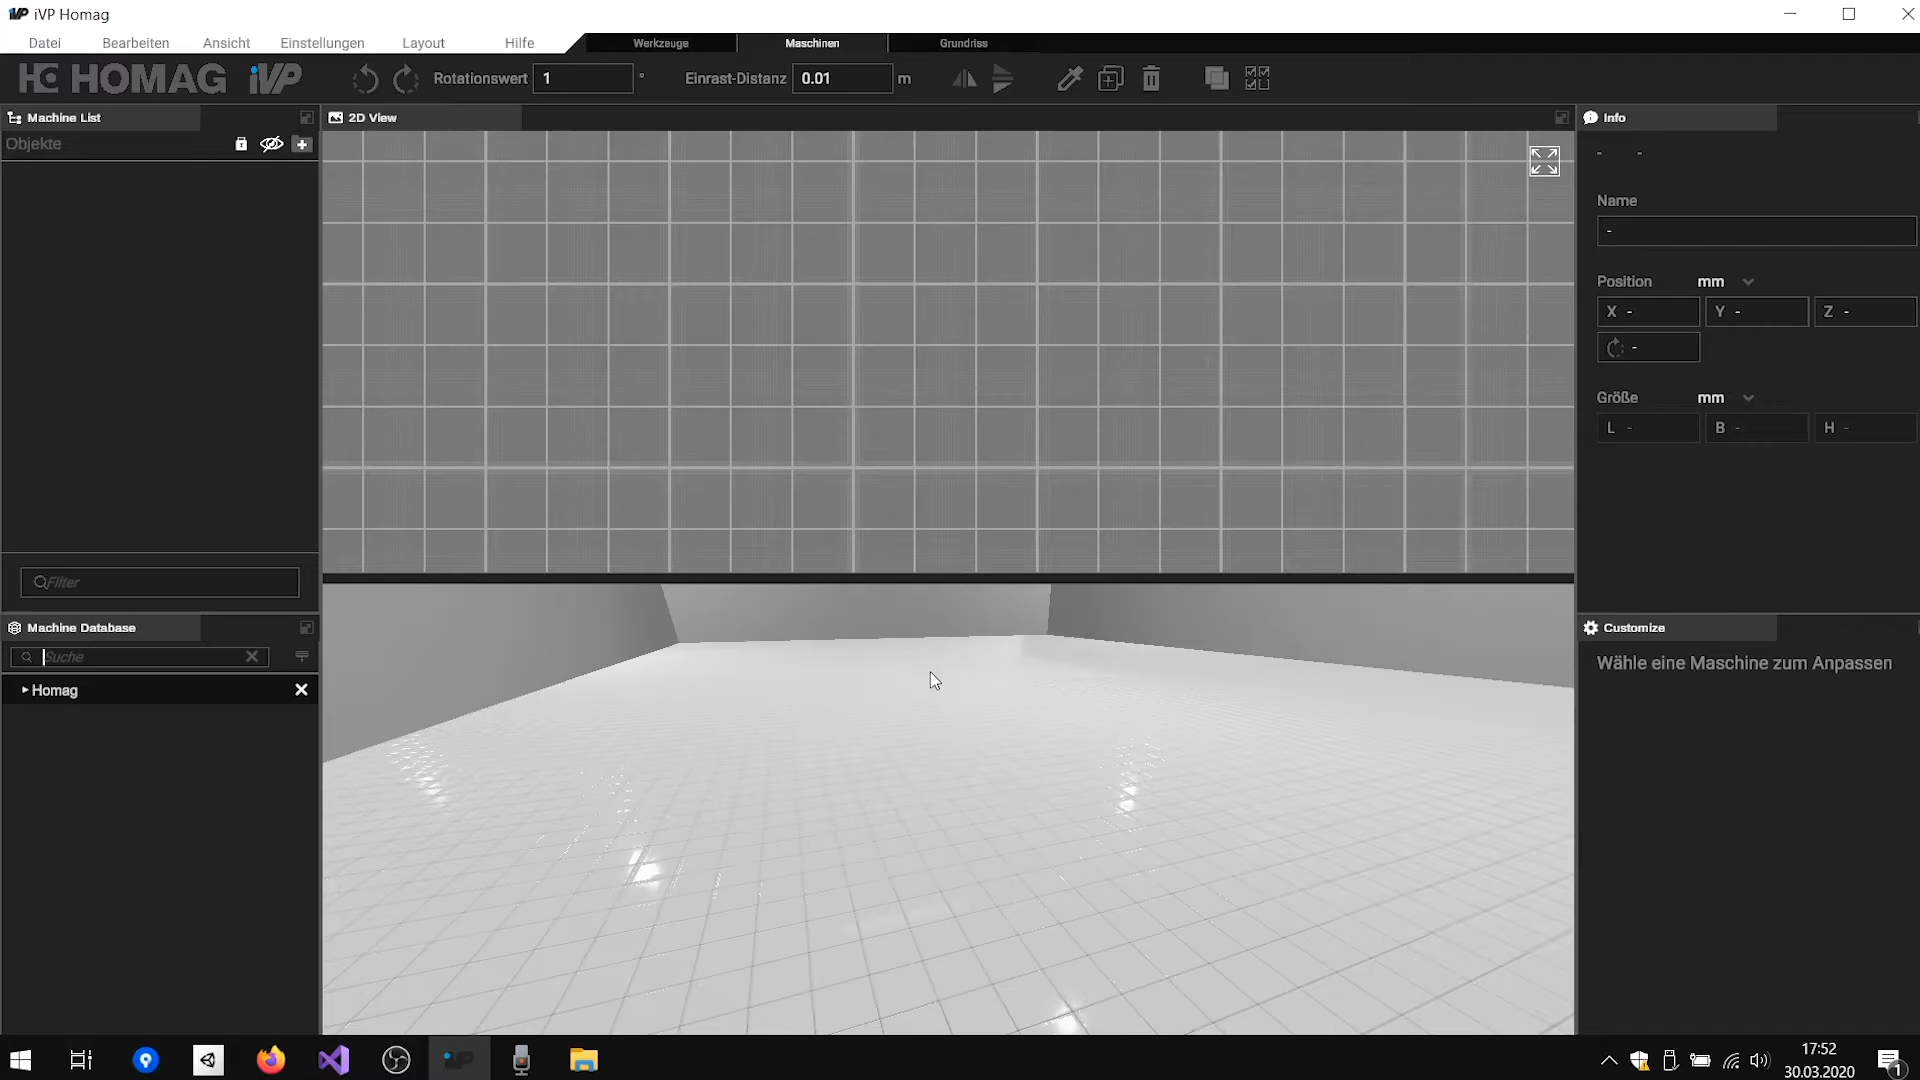 iVP iVP Homag
Datei Bearbeiten Ansicht Einstellungen Layout Hilfe Werkzeuge Maschinen Grundriss
HOMAG iVP Rotationswert 1 ° Einrast-Distanz 0.01 m
Machine List
2D View
Info
Objekte
- -
Name
-
Position mm
X - Y - Z -
-
Größe mm
L - B - H -
Filter
Machine Database
Customize
Suche
Wähle eine Maschine zum Anpassen
Homag
17:52
30.03.2020
1